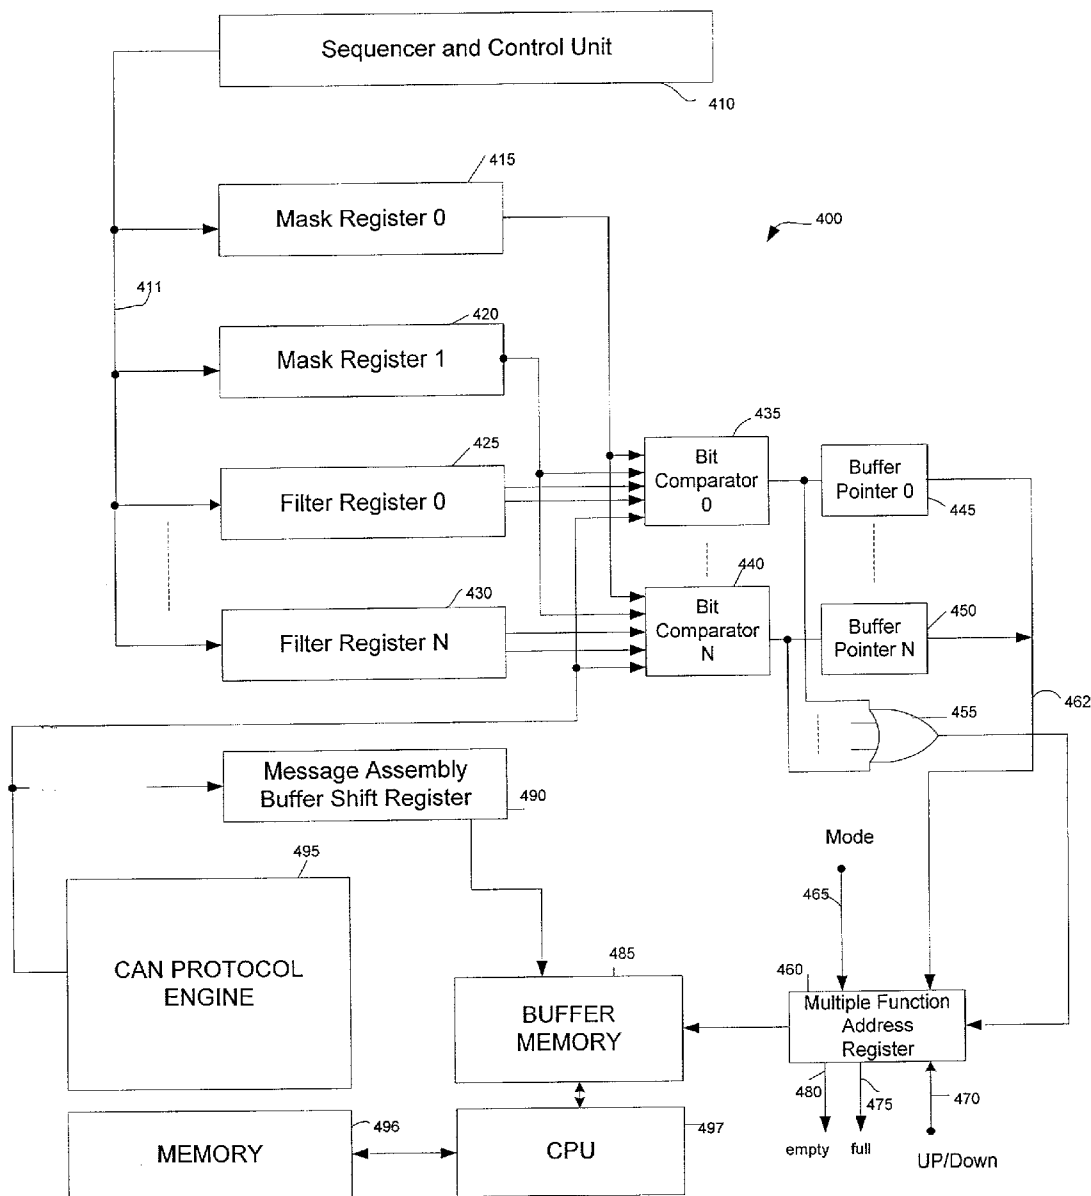 Sequencer and Control Unit
410
415
Mask Register 0
400
411
420
Mask Register 1
435
425
Bit
Comparator
0
Buffer
Pointer 0
Filter Register 0
445
440
430
Bit
Comparator
N
450
Buffer
Pointer N
Filter Register N
462
455
Message Assembly
Buffer Shift Register
490
Mode
495
465
CAN PROTOCOL
ENGINE
485
460
BUFFER
MEMORY
Multiple Function
Address
Register
480
475
470
496
497
MEMORY
CPU
empty
full
UP/Down